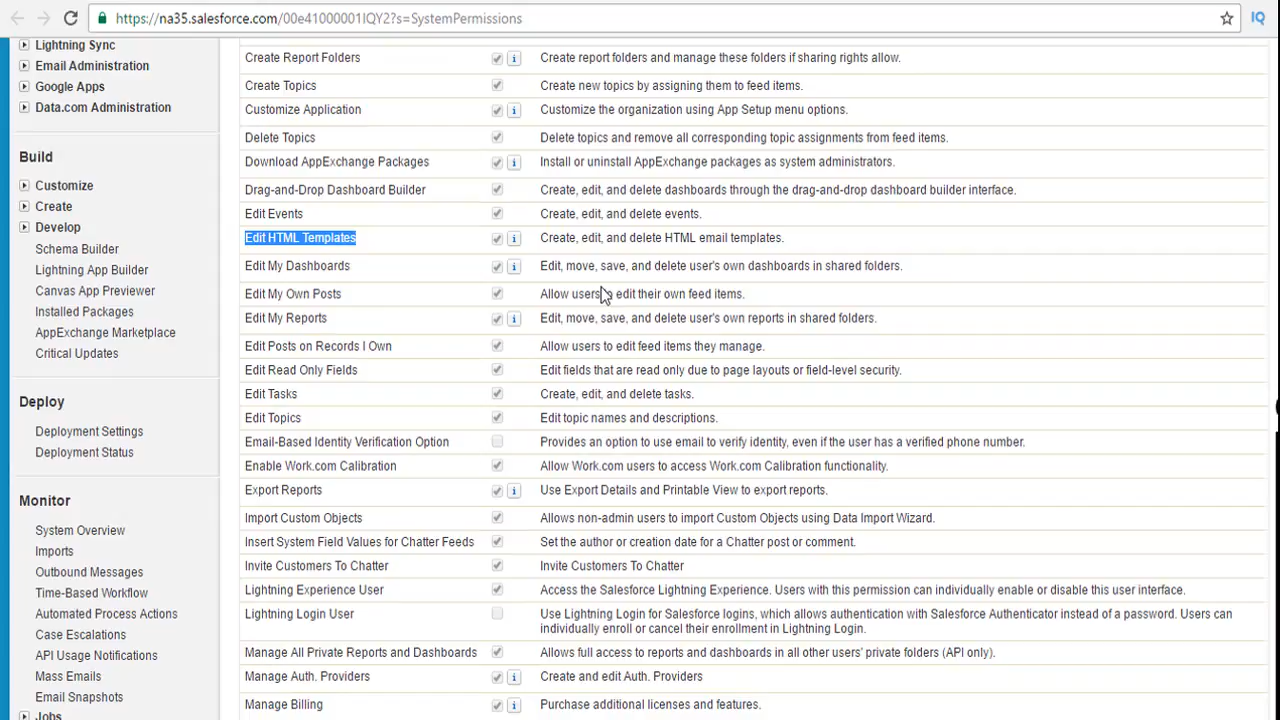 https://na35.salesforce.com/00e41000001IQY2?s=SystemPermissions
IQ
Lightning Sync
Email Administration
Google Apps
Data.com Administration
Build
Customize
Create
Develop
Schema Builder
Lightning App Builder
Canvas App Previewer
Installed Packages
AppExchange Marketplace
Critical Updates
Deploy
Deployment Settings
Deployment Status
Monitor
System Overview
Imports
Outbound Messages
Time-Based Workflow
Automated Process Actions
Case Escalations
API Usage Notifications
Mass Emails
Email Snapshots
Jobs
Create Report Folders i Create report folders and manage these folders if sharing rights allow.
Create Topics Create new topics by assigning them to feed items.
Customize Application i Customize the organization using App Setup menu options.
Delete Topics Delete topics and remove all corresponding topic assignments from feed items.
Download AppExchange Packages i Install or uninstall AppExchange packages as system administrators.
Drag-and-Drop Dashboard Builder Create, edit, and delete dashboards through the drag-and-drop dashboard builder interface.
Edit Events Create, edit, and delete events.
Edit HTML Templates i Create, edit, and delete HTML email templates.
Edit My Dashboards i Edit, move, save, and delete user's own dashboards in shared folders.
Edit My Own Posts Allow users to edit their own feed items.
Edit My Reports i Edit, move, save, and delete user's own reports in shared folders.
Edit Posts on Records I Own Allow users to edit feed items they manage.
Edit Read Only Fields Edit fields that are read only due to page layouts or field-level security.
Edit Tasks Create, edit, and delete tasks.
Edit Topics Edit topic names and descriptions.
Email-Based Identity Verification Option Provides an option to use email to verify identity, even if the user has a verified phone number.
Enable Work.com Calibration Allow Work.com users to access Work.com Calibration functionality.
Export Reports i Use Export Details and Printable View to export reports.
Import Custom Objects Allows non-admin users to import Custom Objects using Data Import Wizard.
Insert System Field Values for Chatter Feeds Set the author or creation date for a Chatter post or comment.
Invite Customers To Chatter Invite Customers To Chatter
Lightning Experience User Access the Salesforce Lightning Experience. Users with this permission can individually enable or disable this user interface.
Lightning Login User Use Lightning Login for Salesforce logins, which allows authentication with Salesforce Authenticator instead of a password. Users can
individually enroll or cancel their enrollment in Lightning Login.
Manage All Private Reports and Dashboards Allows full access to reports and dashboards in all other users' private folders (API only).
Manage Auth. Providers i Create and edit Auth. Providers
Manage Billing i Purchase additional licenses and features.